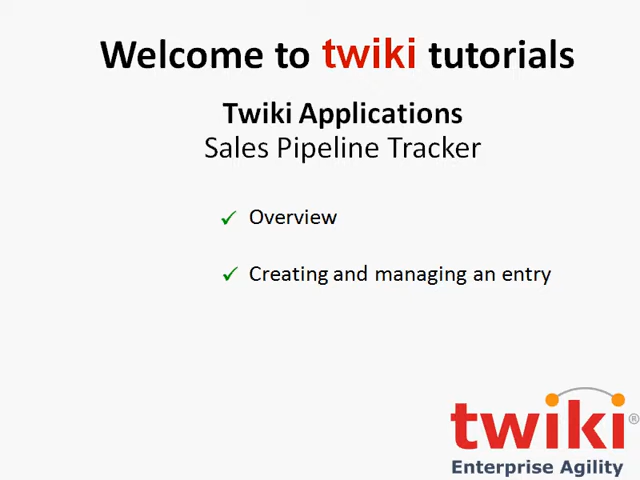 Welcome to twiki tutorials
Twiki Applications
Sales Pipeline Tracker
✓ Overview
✓ Creating and managing an entry
twiki®
Enterprise Agility